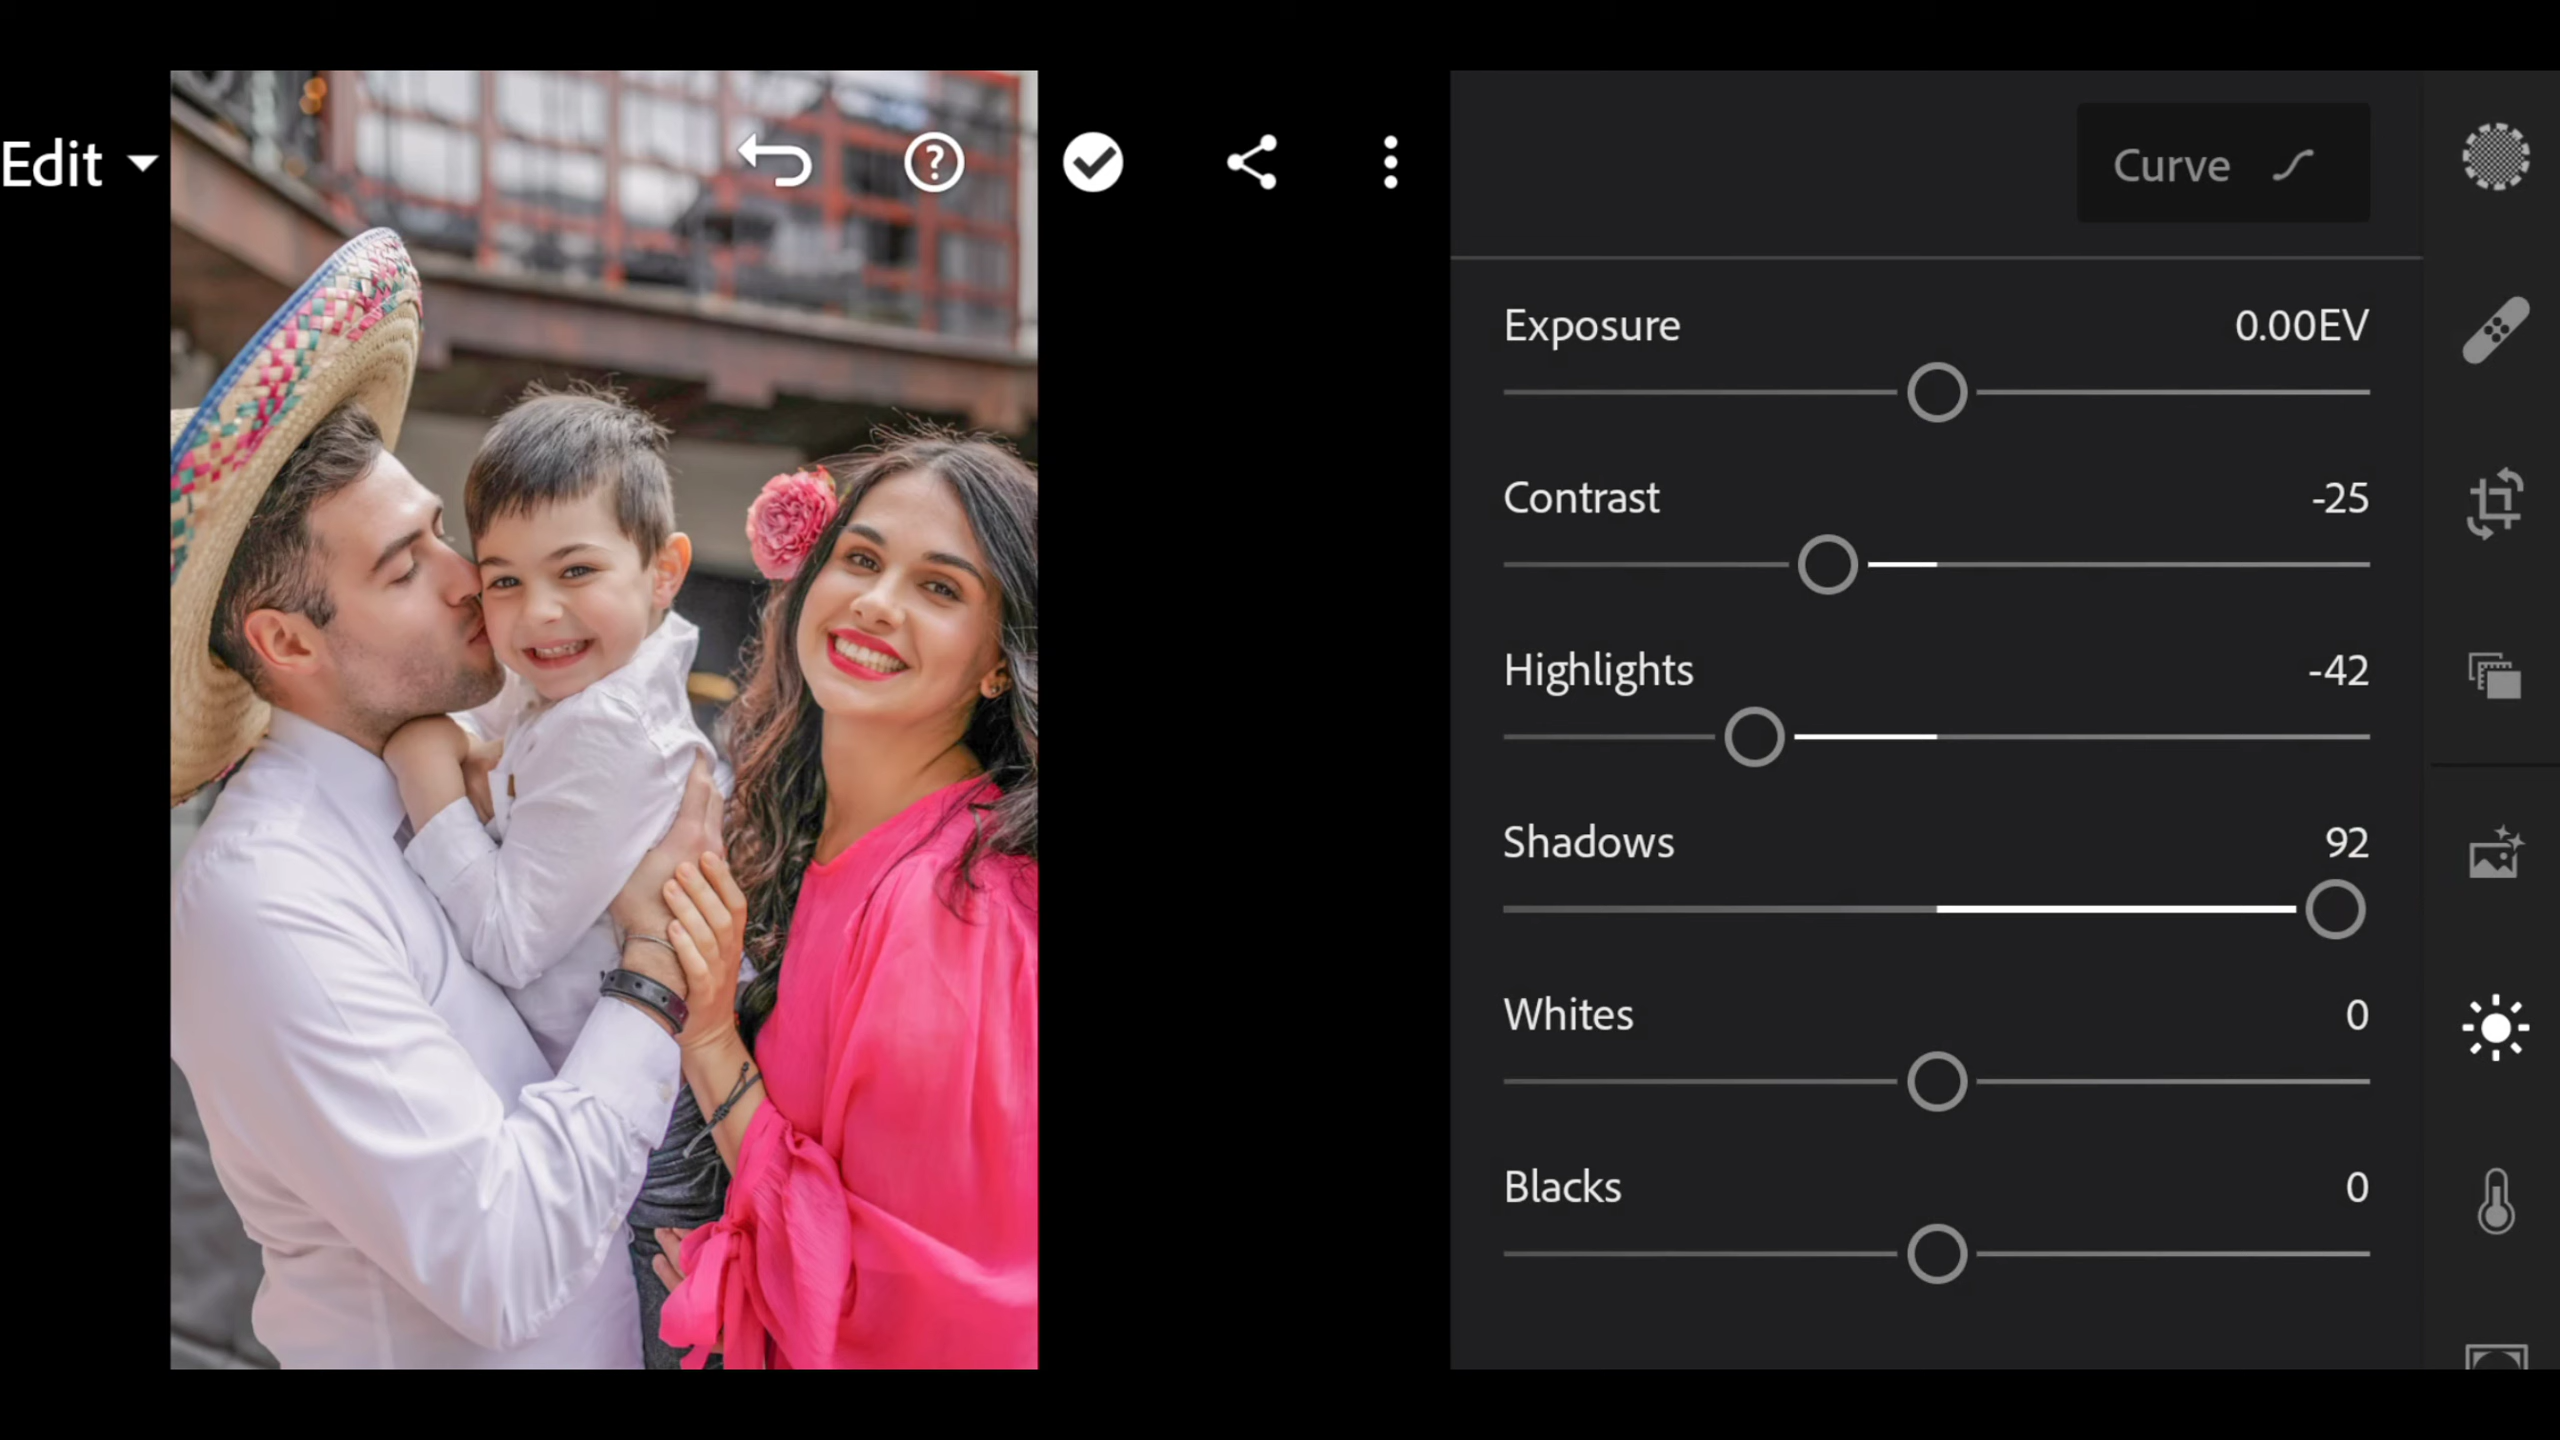 Edit
?
Curve
Exposure 0.00EV
Contrast -25
Highlights -42
Shadows 92
Whites 0
Blacks 0